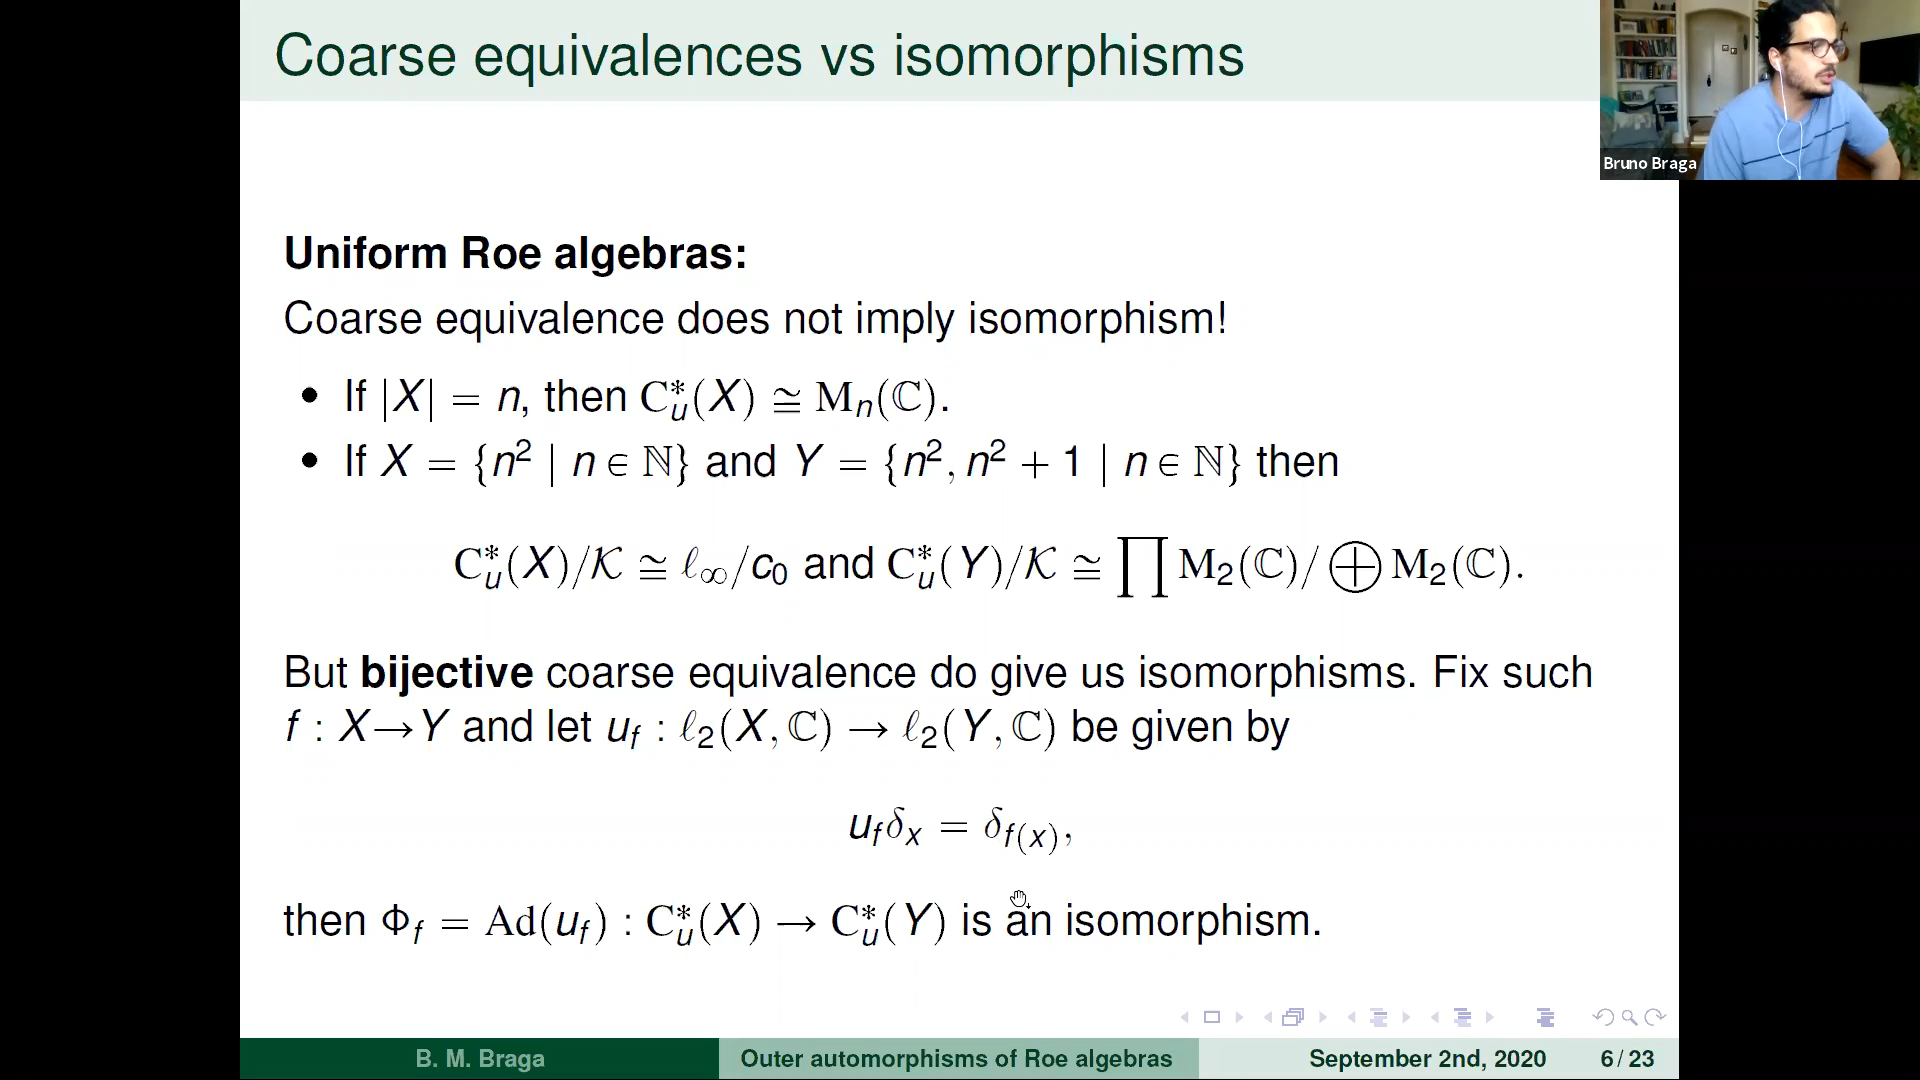 Coarse equivalences vs isomorphisms
Bruno Braga
Uniform Roe algebras:
Coarse equivalence does not imply isomorphism!
• If |X| = n, then C*_u(X) ≅ M_n(ℂ).
• If X = {n² | n ∈ ℕ} and Y = {n², n² + 1 | n ∈ ℕ} then
C*_u(X)/𝒦 ≅ ℓ_∞/c_0 and C*_u(Y)/𝒦 ≅ ∏ M_2(ℂ)/⊕ M_2(ℂ).
But bijective coarse equivalence do give us isomorphisms. Fix such
f : X→Y and let u_f : ℓ_2(X, ℂ) → ℓ_2(Y, ℂ) be given by
u_f δ_x = δ_{f(x)},
then Φ_f = Ad(u_f) : C*_u(X) → C*_u(Y) is an isomorphism.
B. M. Braga
Outer automorphisms of Roe algebras
September 2nd, 2020
6 / 23